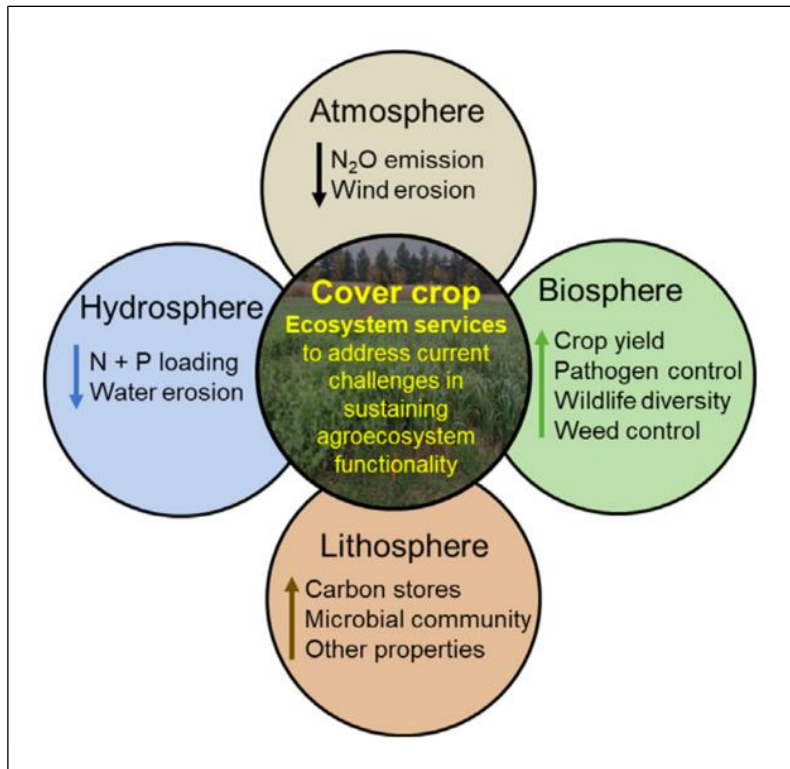 Atmosphere
N₂O emission
Wind erosion
Hydrosphere
N + P loading
Water erosion
Cover crop
Ecosystem services
to address current
challenges in
sustaining
agroecosystem
functionality
Biosphere
Crop yield
Pathogen control
Wildlife diversity
Weed control
Lithosphere
Carbon stores
Microbial community
Other properties